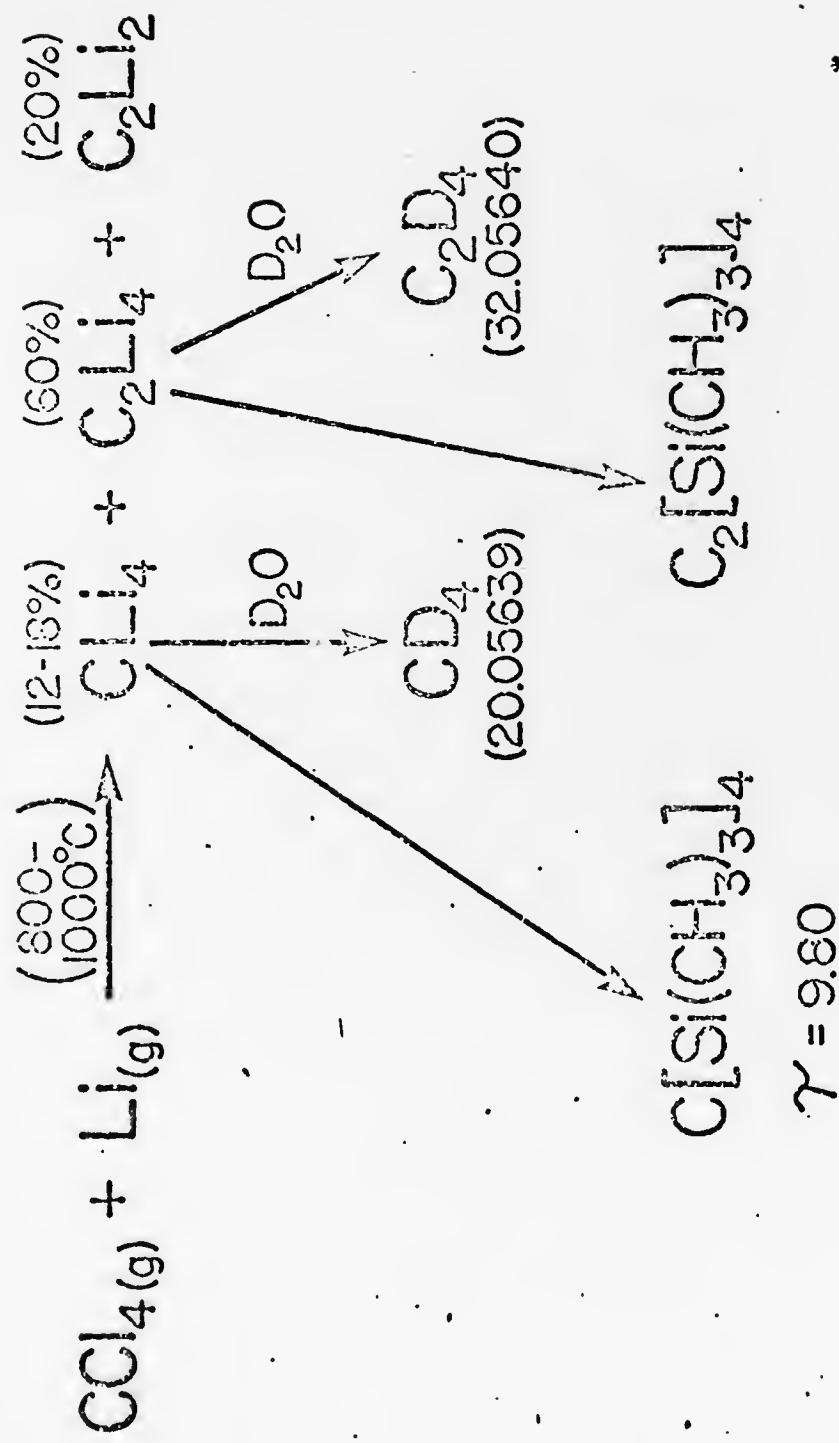 (12-18%) (60%) (20%)
(800-
1000°C)
CCl4(g) + Li(g) CLi4 + C2Li4 + C2Li2
D2O D2O
CD4 C2D4
(20.05639) (32.05640)
C[Si(CH3)3]4 C2[Si(CH3)3]4
γ = 9.80